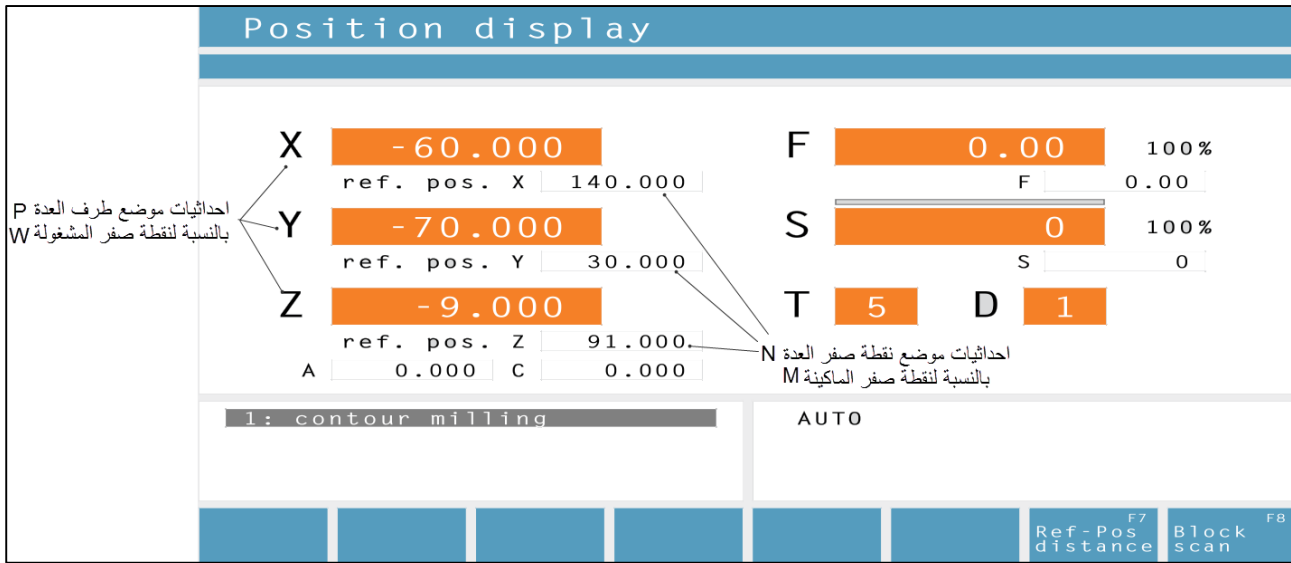 Position display
X -60.000
ref. pos. X 140.000
احداثيات موضع طرف العدة P
بالنسبة لنقطة صفر المشغولة W
Y -70.000
ref. pos. Y 30.000
Z -9.000
ref. pos. Z 91.000
A 0.000 C 0.000
F 0.00 100%
F 0.00
S 0 100%
S 0
T 5 D 1
احداثيات موضع نقطة صفر العدة N
بالنسبة لنقطة صفر الماكينة M
1: contour milling
AUTO
F7
Ref-Pos
distance
F8
Block
scan